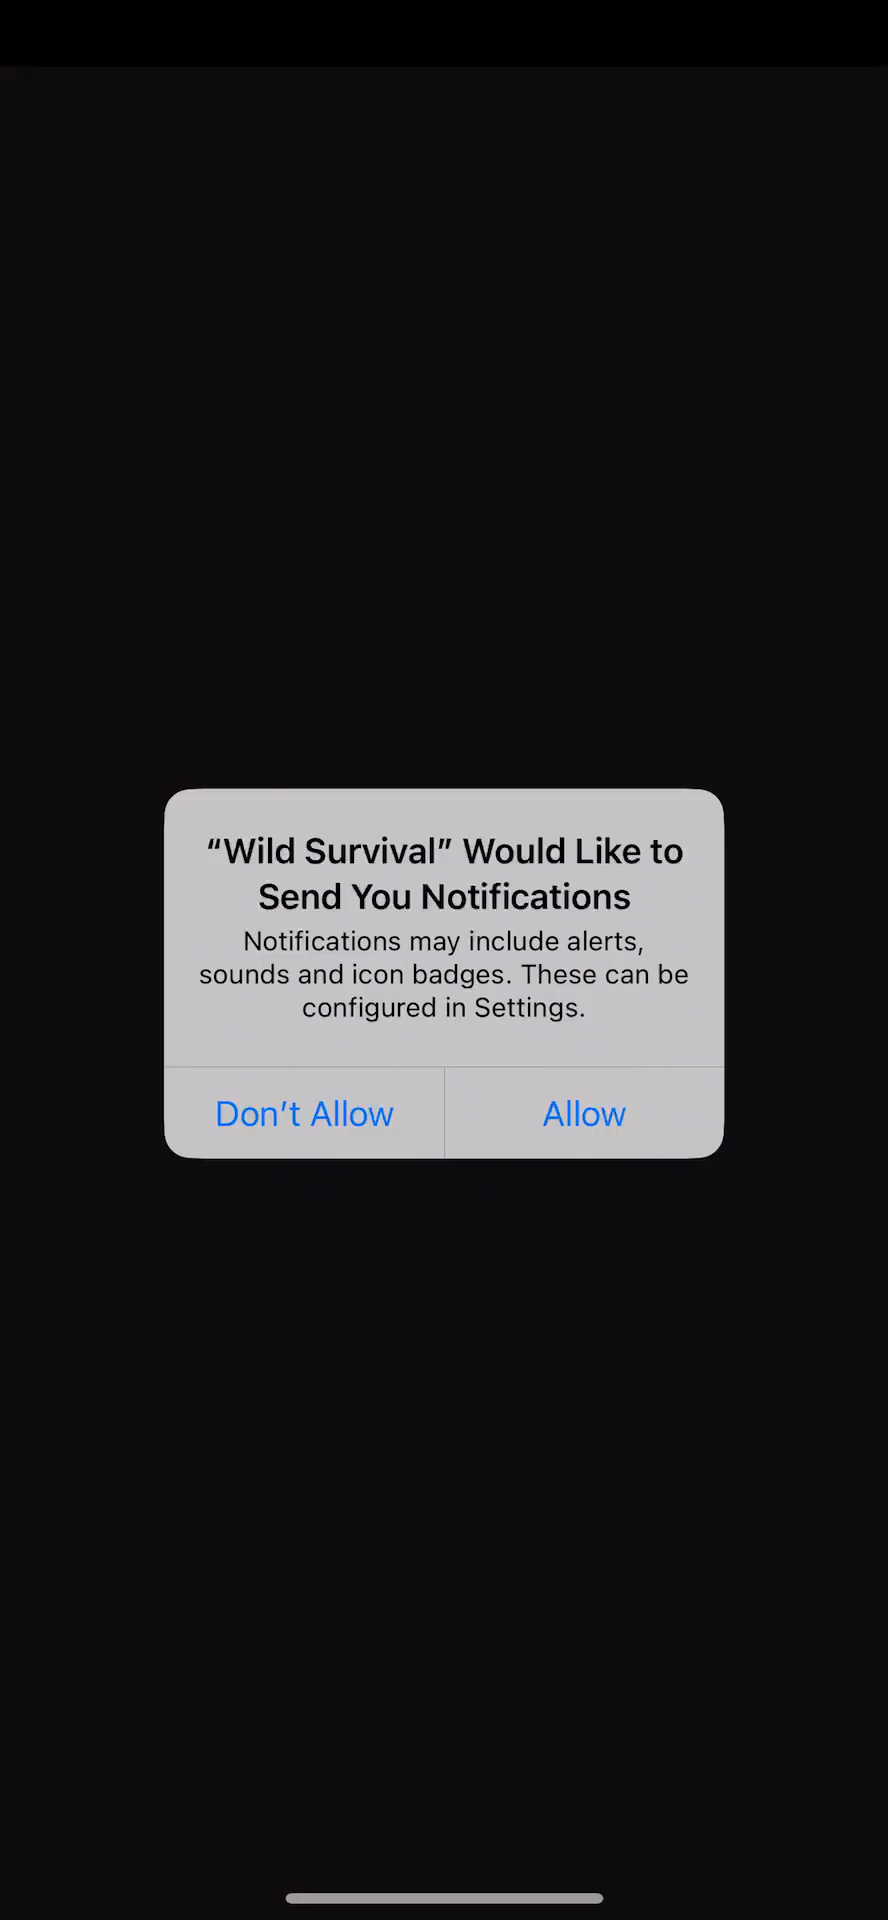 “Wild Survival” Would Like to
Send You Notifications
Notifications may include alerts,
sounds and icon badges. These can be
configured in Settings.
Don’t Allow
Allow